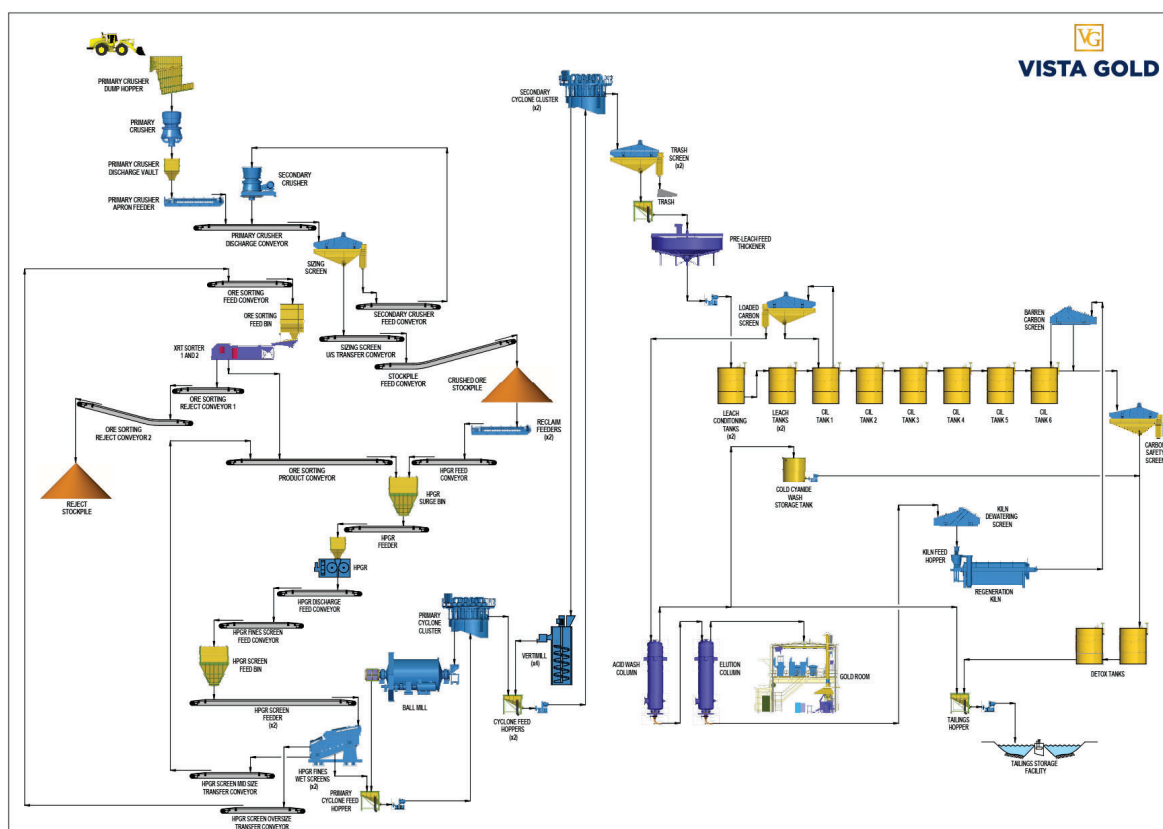 VG
VISTA GOLD
PRIMARY CRUSHER
DUMP HOPPER
PRIMARY
CRUSHER
PRIMARY CRUSHER
DISCHARGE VAULT
PRIMARY CRUSHER
APRON FEEDER
SECONDARY
CRUSHER
PRIMARY CRUSHER
DISCHARGE CONVEYOR
SIZING
SCREEN
SECONDARY CRUSHER
FEED CONVEYOR
ORE SORTING
FEED CONVEYOR
ORE SORTING
FEED BIN
XRT SORTER
1 AND 2
SIZING SCREEN
U/S TRANSFER CONVEYOR
STOCKPILE
FEED CONVEYOR
CRUSHED ORE
STOCKPILE
ORE SORTING
REJECT CONVEYOR 1
ORE SORTING
REJECT CONVEYOR 2
REJECT
STOCKPILE
RECLAIM
FEEDERS
(x2)
ORE SORTING
PRODUCT CONVEYOR
HPGR FEED
CONVEYOR
HPGR
SURGE BIN
HPGR
FEEDER
HPGR
HPGR DISCHARGE
FEED CONVEYOR
HPGR FINES SCREEN
FEED CONVEYOR
HPGR SCREEN
FEED BIN
HPGR SCREEN
FEEDER
(x2)
HPGR FINES
WET SCREENS
(x2)
HPGR SCREEN MID SIZE
TRANSFER CONVEYOR
HPGR SCREEN OVERSIZE
TRANSFER CONVEYOR
PRIMARY
CYCLONE FEED
HOPPER
BALL MILL
PRIMARY
CYCLONE
CLUSTER
VERTIMILL
(x4)
CYCLONE FEED
HOPPERS
(x2)
SECONDARY
CYCLONE CLUSTER
(x2)
TRASH
SCREEN
(x2)
TRASH
PRE-LEACH FEED
THICKENER
LOADED
CARBON
SCREEN
BARREN
CARBON
SCREEN
LEACH
CONDITIONING
TANKS
(x2)
LEACH
TANKS
(x2)
CIL
TANK 1
CIL
TANK 2
CIL
TANK 3
CIL
TANK 4
CIL
TANK 5
CIL
TANK 6
CARBON
SAFETY
SCREEN
COLD CYANIDE
WASH
STORAGE TANK
KILN
DEWATERING
SCREEN
KILN FEED
HOPPER
REGENERATION
KILN
ACID WASH
COLUMN
ELUTION
COLUMN
GOLD ROOM
DETOX TANKS
TAILINGS
HOPPER
TAILINGS STORAGE
FACILITY